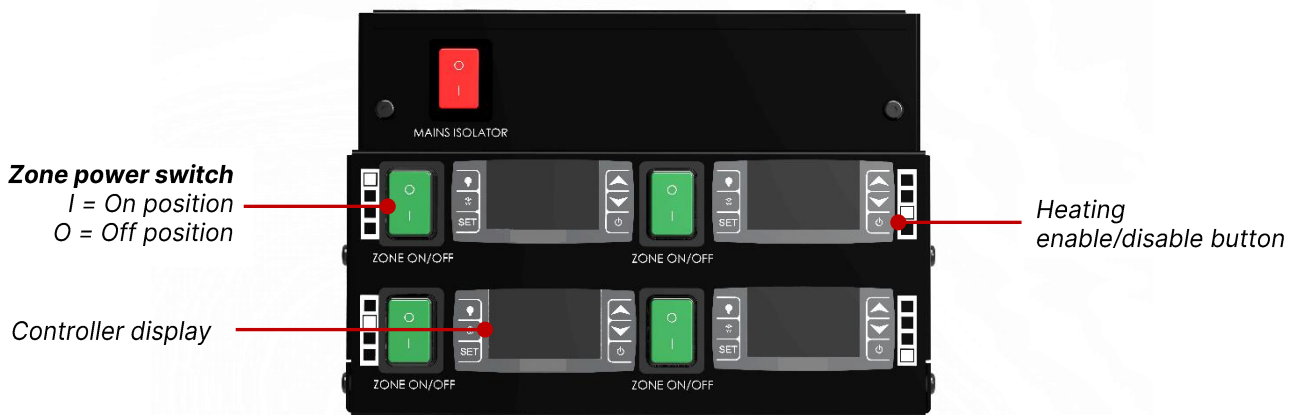 O
I
MAINS ISOLATOR
Zone power switch
I = On position
O = Off position
O
I
SET
O
I
SET
Heating
enable/disable button
ZONE ON/OFF
ZONE ON/OFF
Controller display
O
I
SET
O
I
SET
ZONE ON/OFF
ZONE ON/OFF